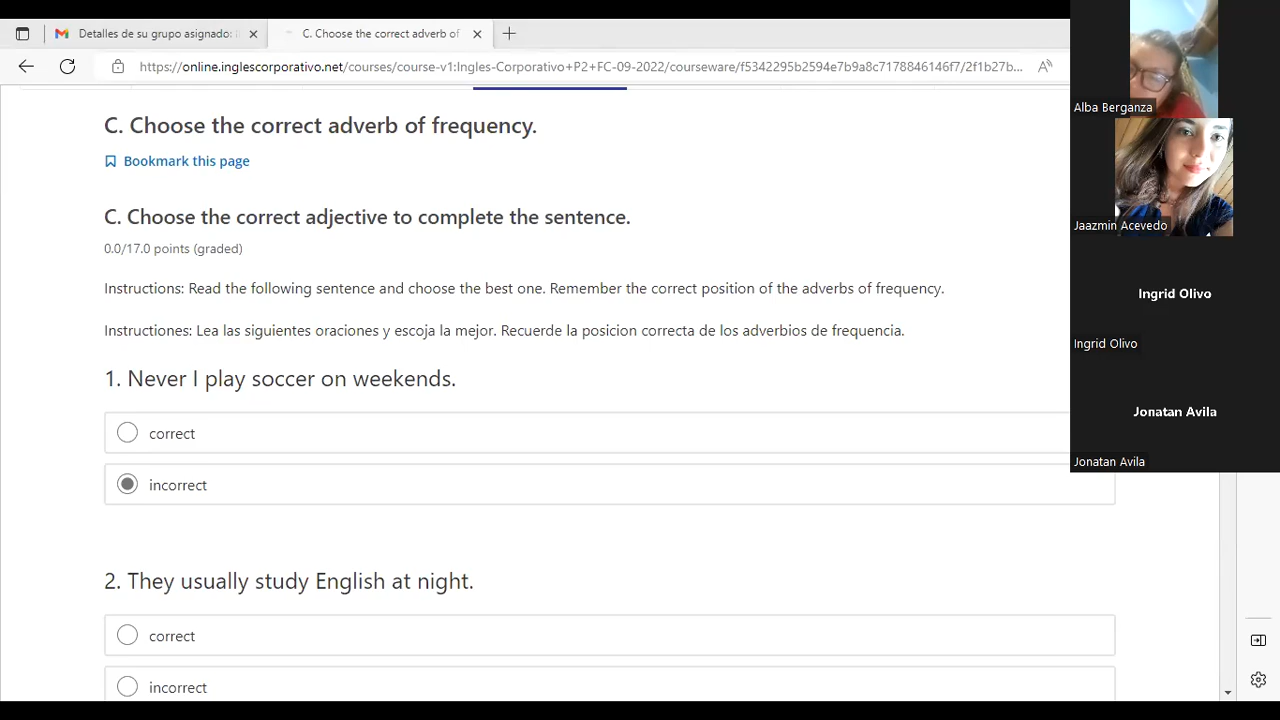 Detalles de su grupo asignado: i
C. Choose the correct adverb of
https://online.inglescorporativo.net/courses/course-v1:Ingles-Corporativo+P2+FC-09-2022/courseware/f5342295b2594e7b9a8c7178846146f7/2f1b27b...
C. Choose the correct adverb of frequency.
Bookmark this page
C. Choose the correct adjective to complete the sentence.
0.0/17.0 points (graded)
Instructions: Read the following sentence and choose the best one. Remember the correct position of the adverbs of frequency.
Instructiones: Lea las siguientes oraciones y escoja la mejor. Recuerde la posicion correcta de los adverbios de frequencia.
1. Never I play soccer on weekends.
correct
incorrect
2. They usually study English at night.
correct
incorrect
Alba Berganza
Jaazmin Acevedo
Ingrid Olivo
Ingrid Olivo
Jonatan Avila
Jonatan Avila